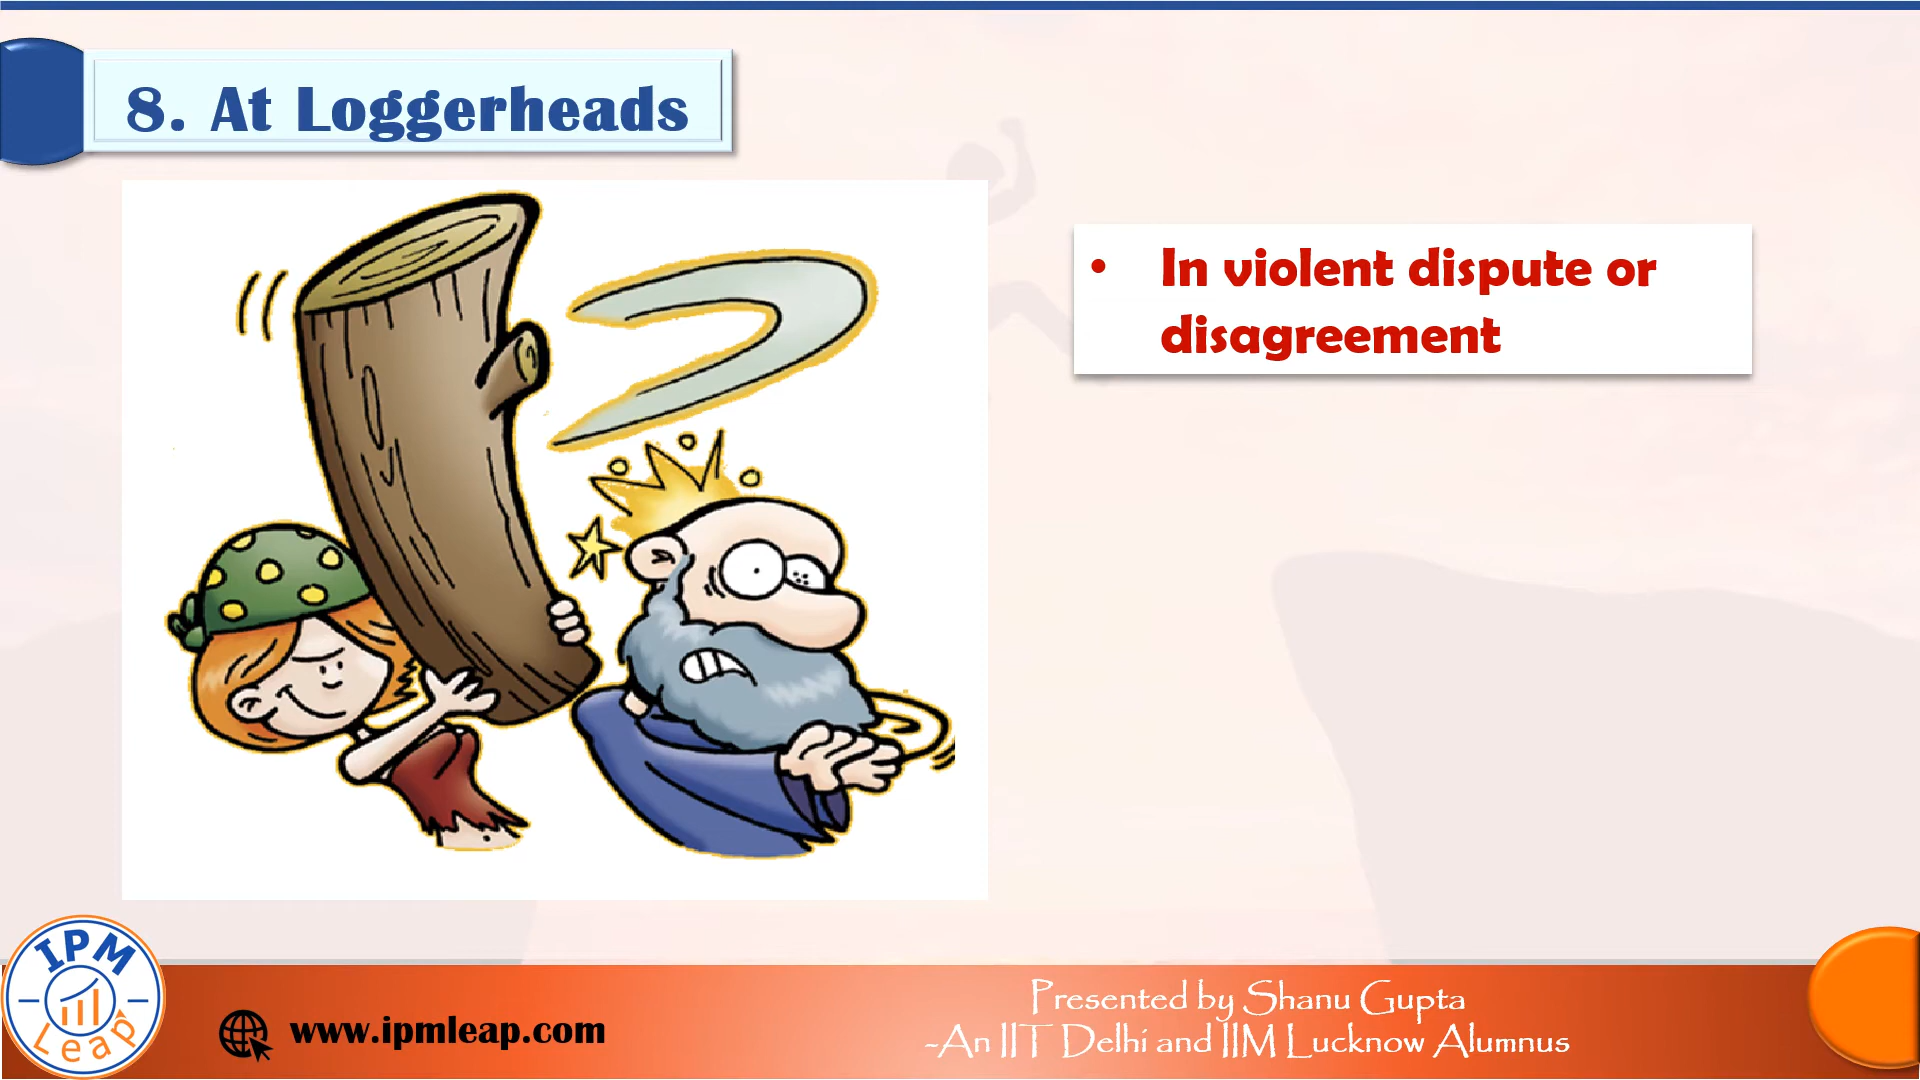 8. At Loggerheads
• In violent dispute or
disagreement
IPM
Leap
www.ipmleap.com
Presented by Shanu Gupta
-An IIT Delhi and IIM Lucknow Alumnus